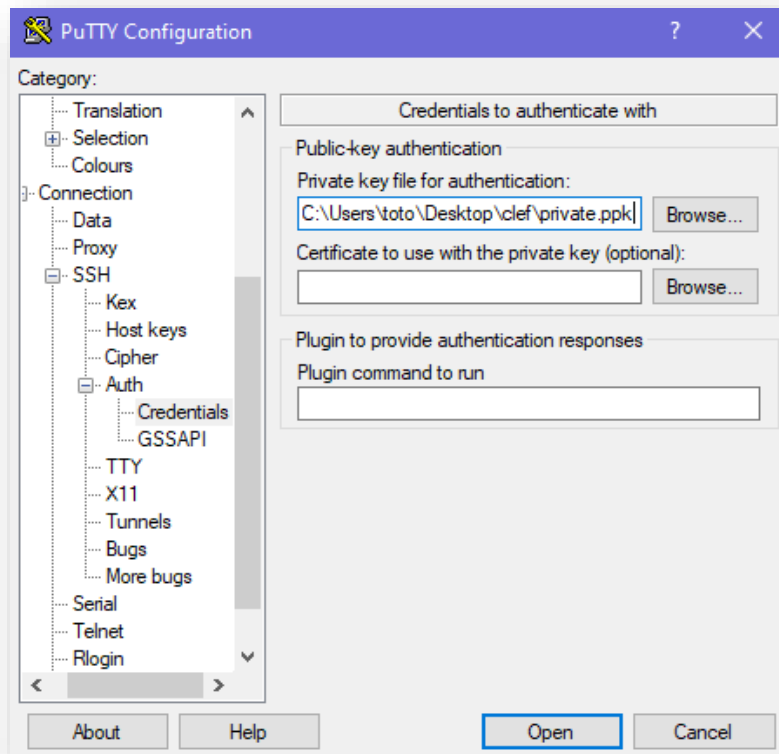 PuTTY Configuration
?
Category:
Translation
Selection
Colours
Connection
Data
Proxy
SSH
Kex
Host keys
Cipher
Auth
Credentials
GSSAPI
TTY
X11
Tunnels
Bugs
More bugs
Serial
Telnet
Rlogin
Credentials to authenticate with
Public-key authentication
Private key file for authentication:
C:\Users\toto\Desktop\clef\private.ppk
Browse...
Certificate to use with the private key (optional):
Browse...
Plugin to provide authentication responses
Plugin command to run
About
Help
Open
Cancel